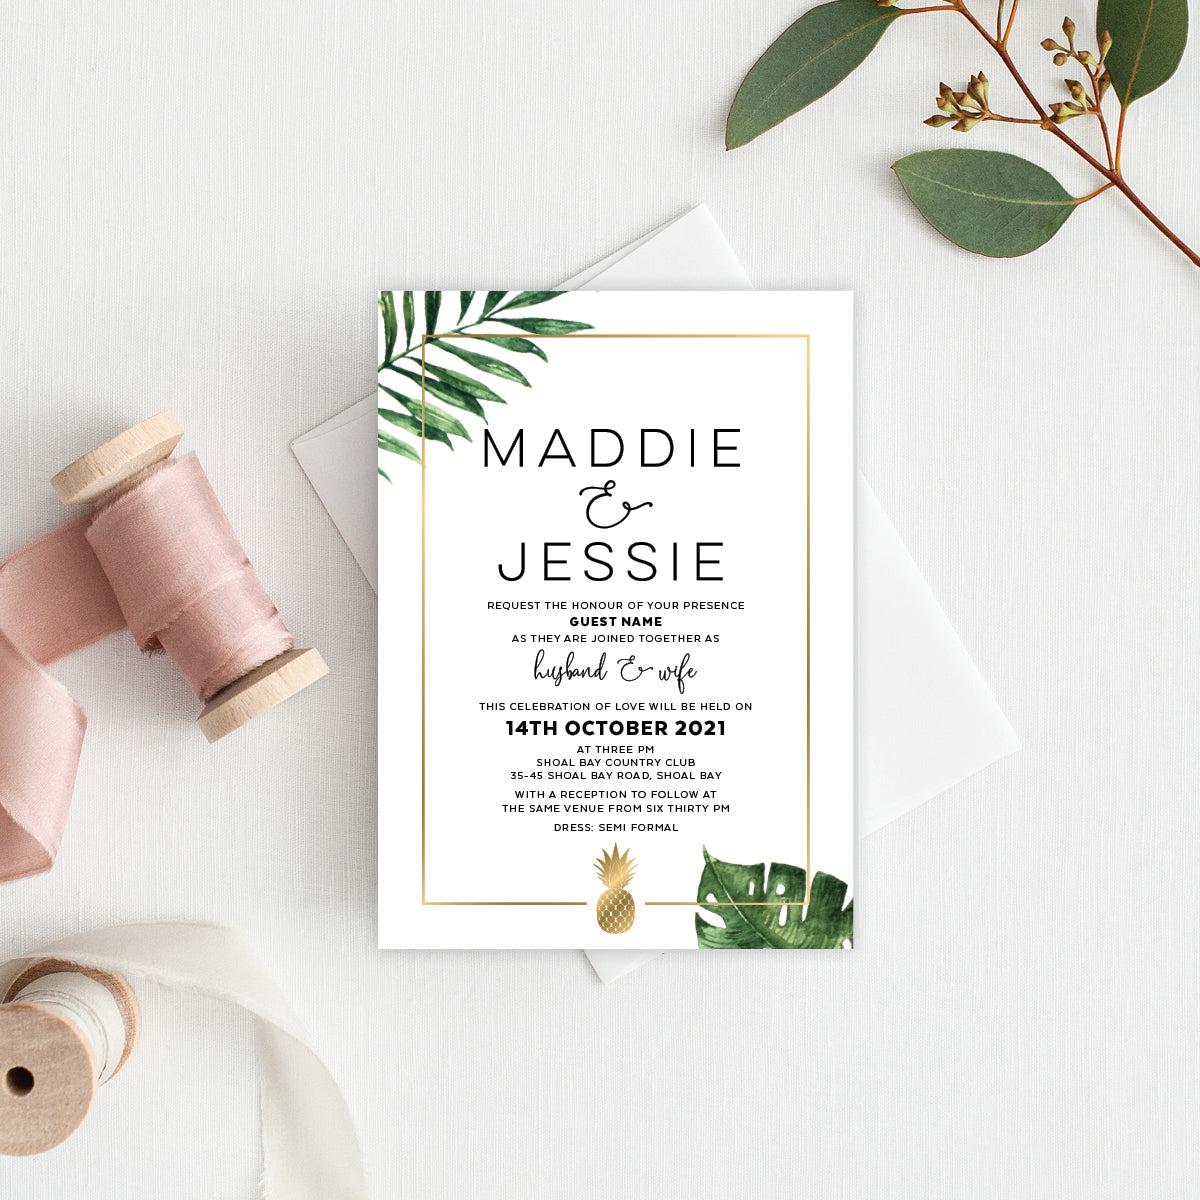 MADDIE
&
JESSIE
REQUEST THE HONOUR OF YOUR PRESENCE
GUEST NAME
AS THEY ARE JOINED TOGETHER AS
husband & wife
THIS CELEBRATION OF LOVE WILL BE HELD ON
14TH OCTOBER 2021
AT THREE PM
SHOAL BAY COUNTRY CLUB
35-45 SHOAL BAY ROAD, SHOAL BAY
WITH A RECEPTION TO FOLLOW AT
THE SAME VENUE FROM SIX THIRTY PM
DRESS: SEMI FORMAL